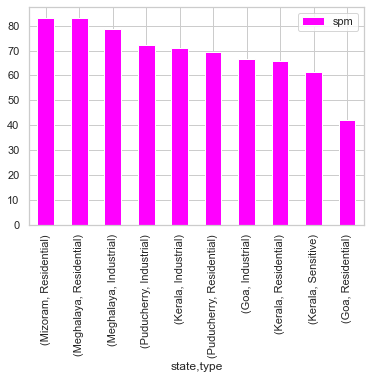 spm
80
70
60
50
40
30
20
10
0
(Mizoram, Residential)
(Meghalaya, Residential)
(Meghalaya, Industrial)
(Puducherry, Industrial)
(Kerala, Industrial)
(Puducherry, Residential)
(Goa, Industrial)
(Kerala, Residential)
(Kerala, Sensitive)
(Goa, Residential)
state,type